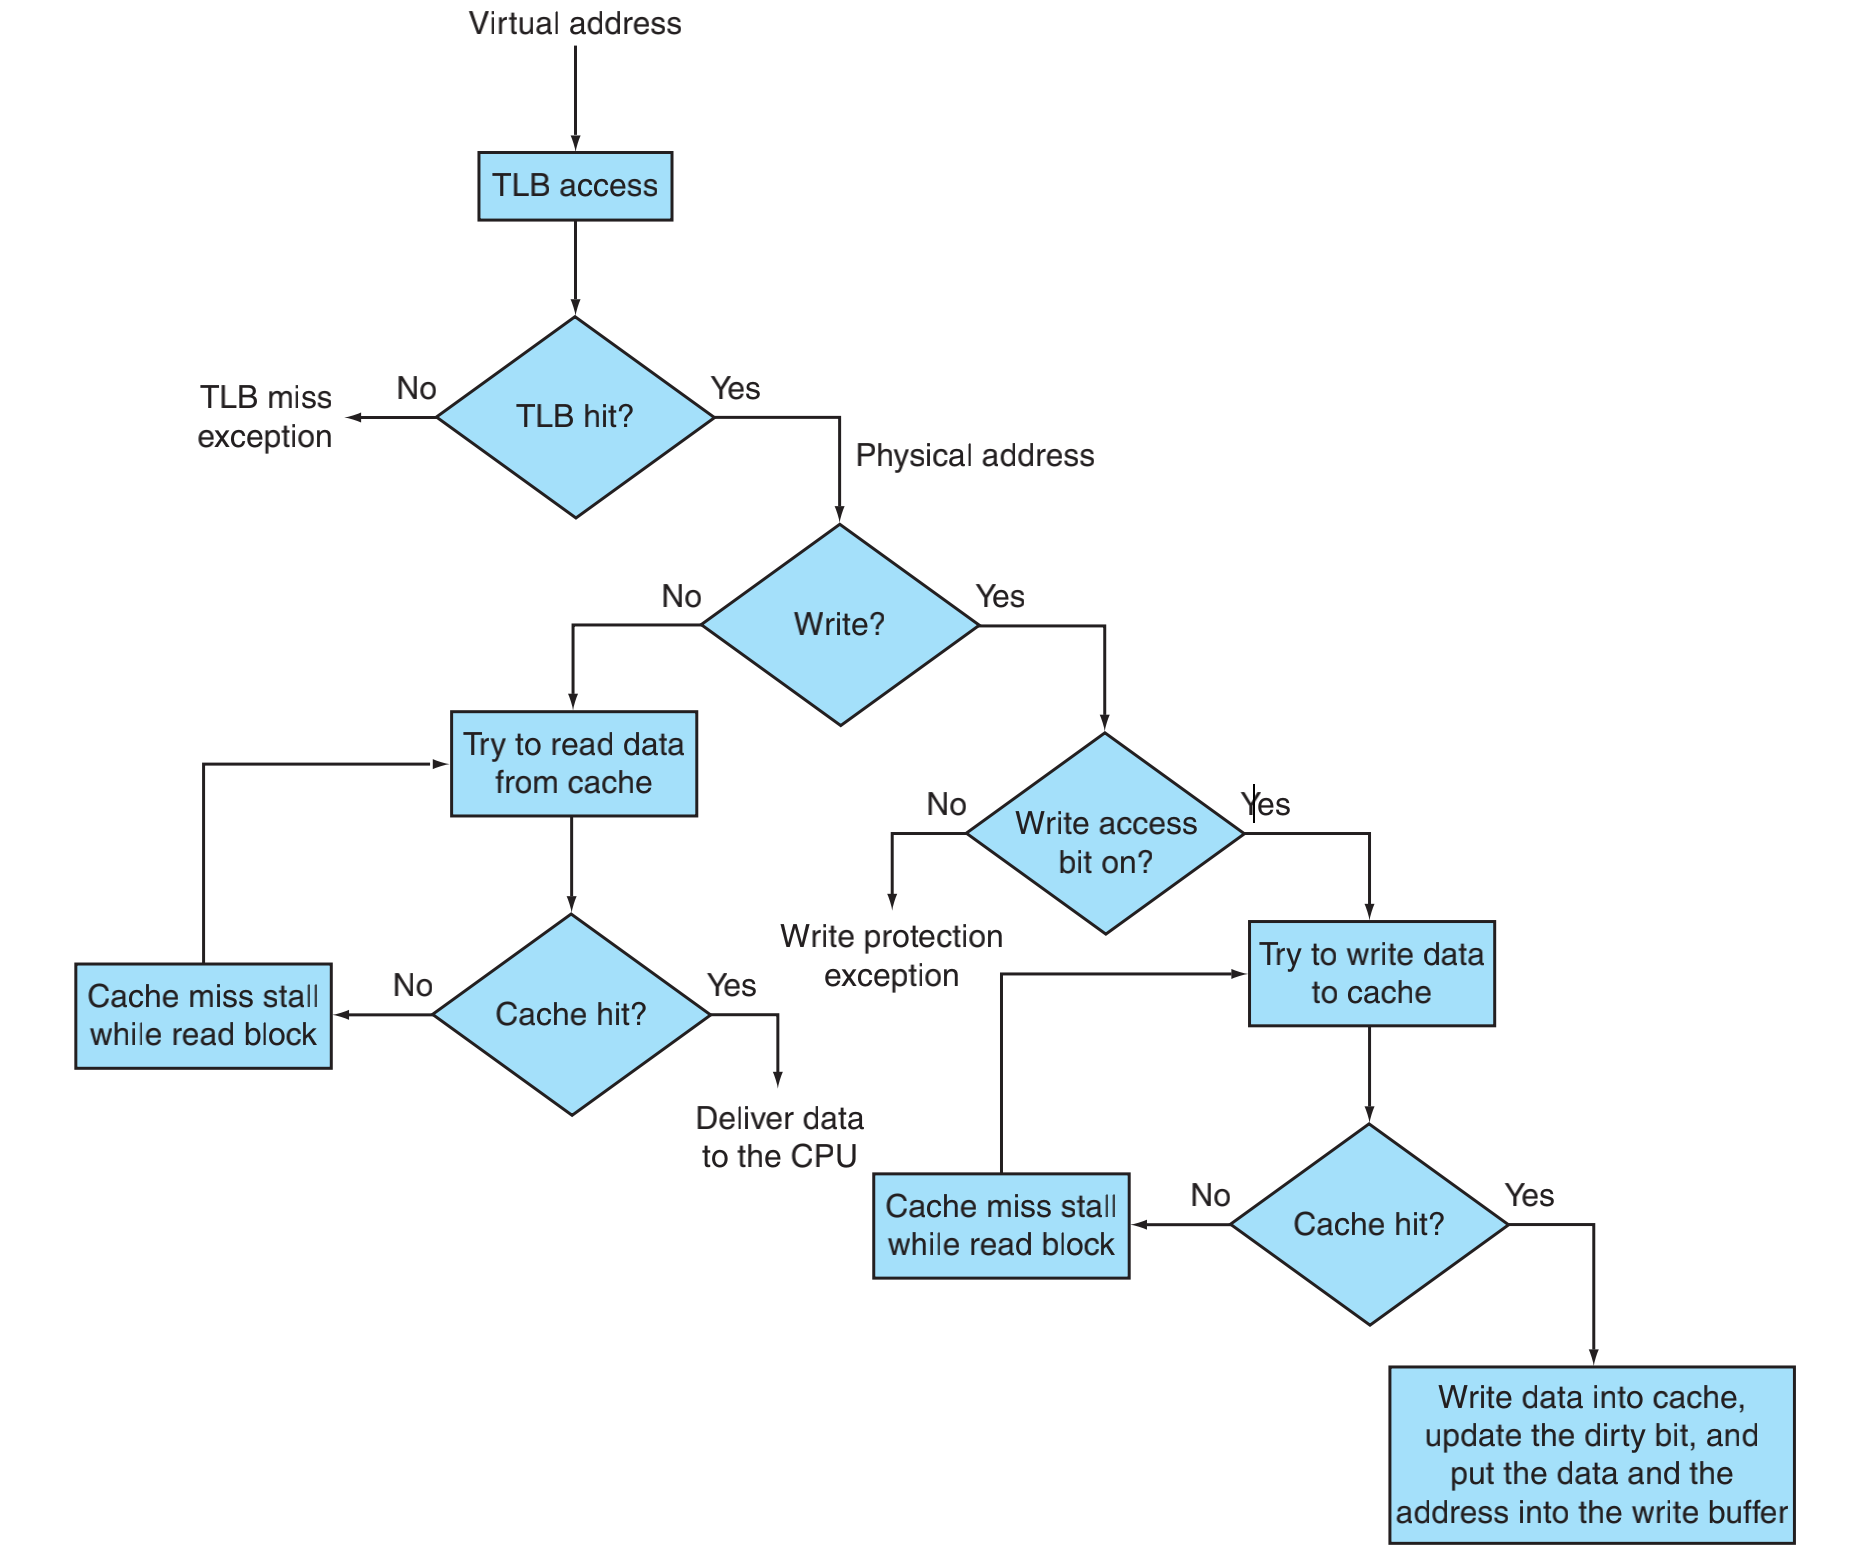 Virtual address
TLB access
TLB hit?
No
Yes
TLB miss
exception
Physical address
Write?
No
Yes
Try to read data
from cache
Write access
bit on?
No
Yes
Write protection
exception
Try to write data
to cache
Cache hit?
No
Yes
Cache miss stall
while read block
Deliver data
to the CPU
Cache hit?
No
Yes
Cache miss stall
while read block
Write data into cache,
update the dirty bit, and
put the data and the
address into the write buffer